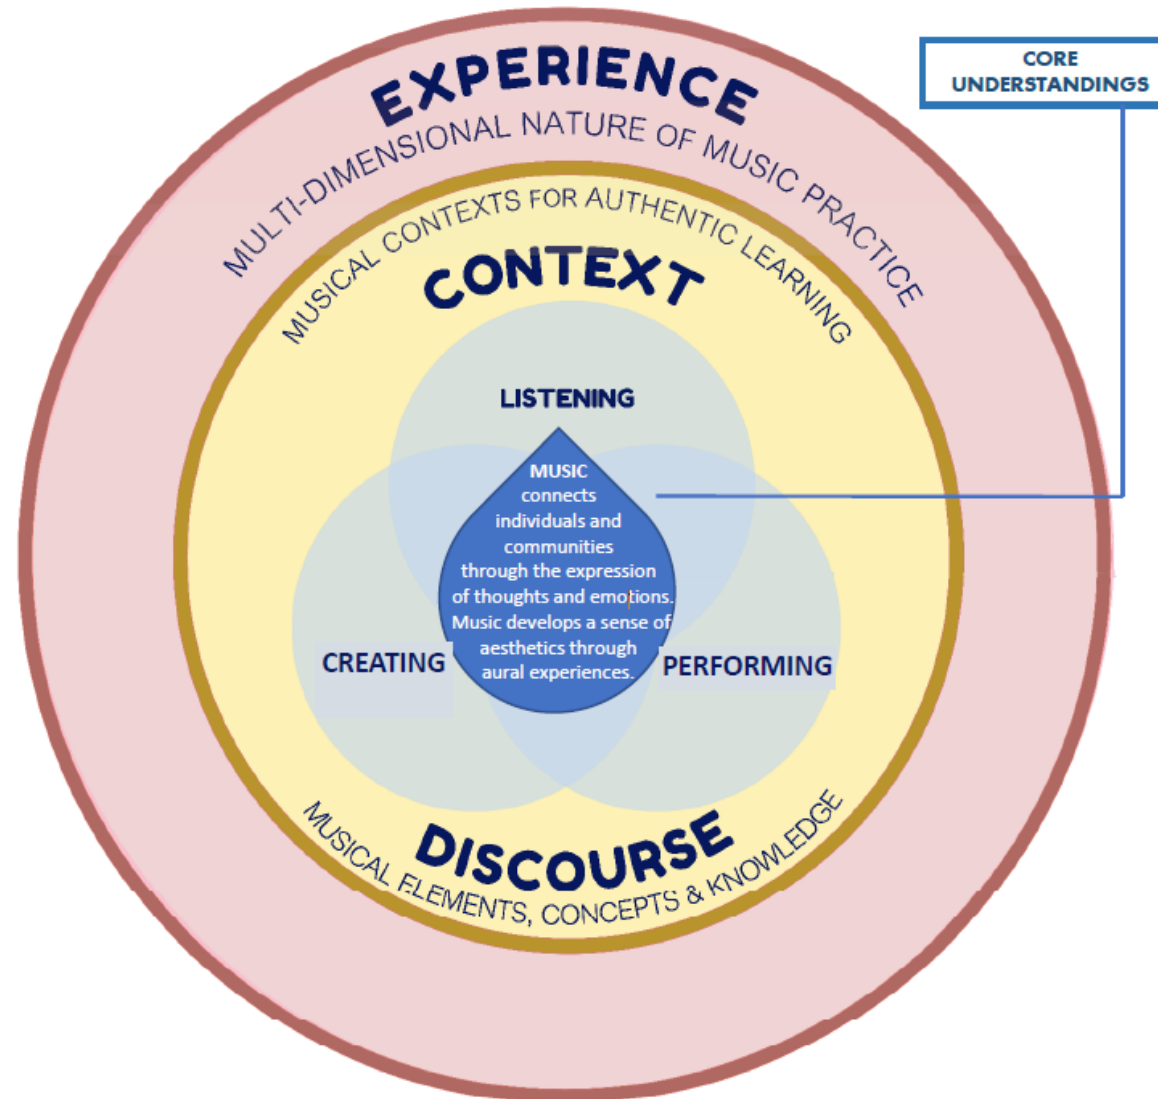 EXPERIENCE
MULTI-DIMENSIONAL NATURE OF MUSIC PRACTICE
CORE
UNDERSTANDINGS
MUSICAL CONTEXTS FOR AUTHENTIC LEARNING
CONTEXT
LISTENING
MUSIC
connects
individuals and
communities
through the expression
of thoughts and emotions.
Music develops a sense of
aesthetics through
aural experiences.
CREATING
PERFORMING
DISCOURSE
MUSICAL ELEMENTS, CONCEPTS & KNOWLEDGE